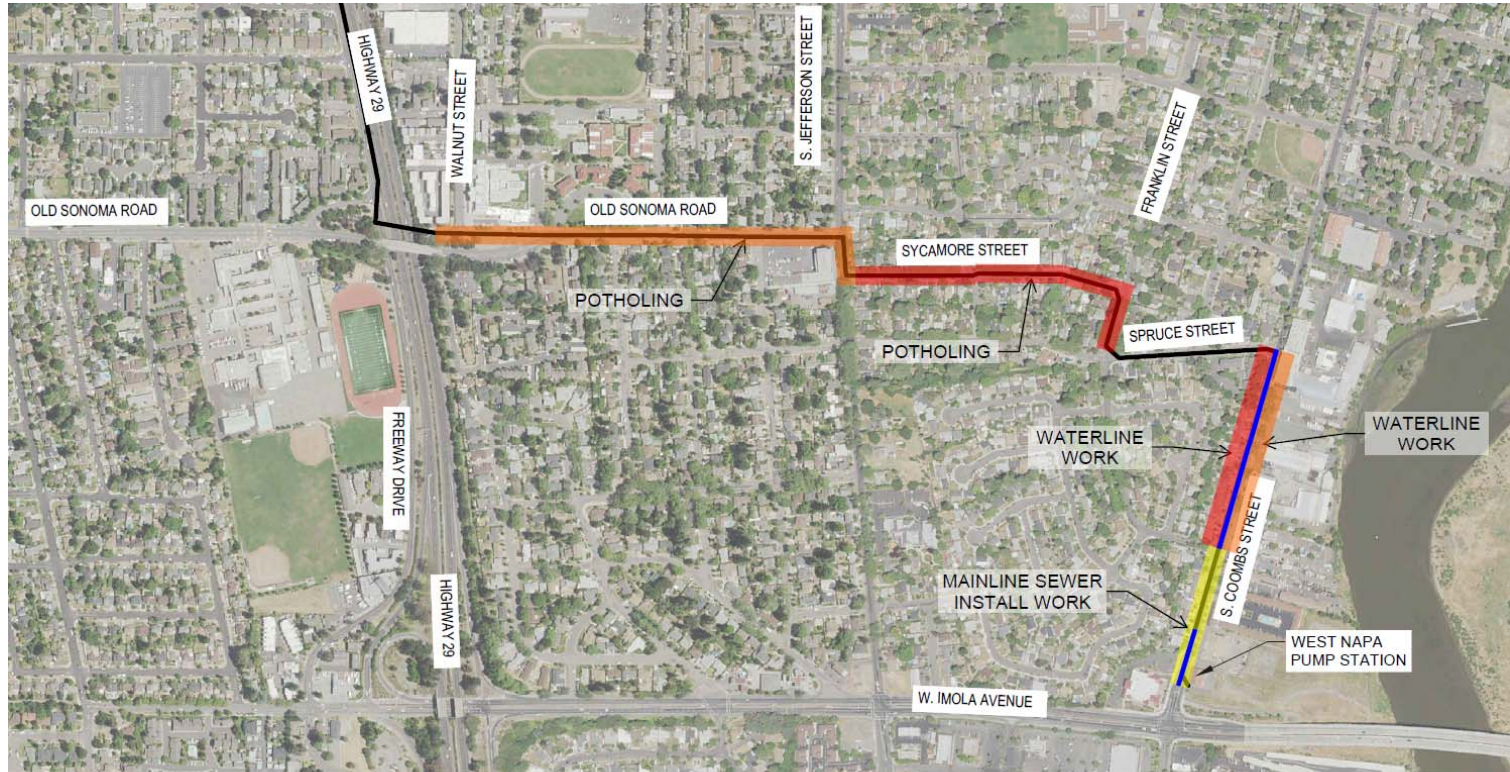 HIGHWAY 29
WALNUT STREET
S. JEFFERSON STREET
FRANKLIN STREET
OLD SONOMA ROAD
OLD SONOMA ROAD
SYCAMORE STREET
POTHOLING
POTHOLING
SPRUCE STREET
FREEWAY DRIVE
WATERLINE
WORK
WATERLINE
WORK
S. COOMBS STREET
MAINLINE SEWER
INSTALL WORK
HIGHWAY 29
WEST NAPA
PUMP STATION
W. IMOLA AVENUE